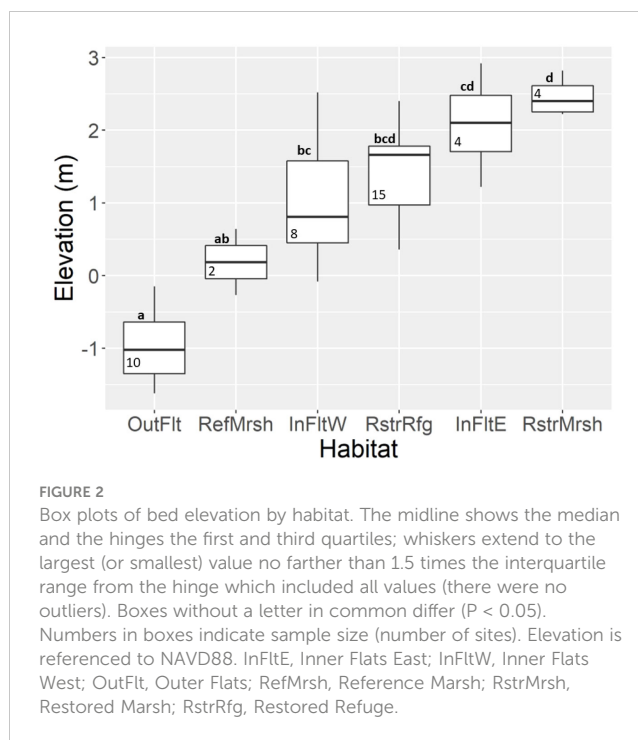 3
2
1
0
-1
Elevation (m)
a
10
ab
2
bc
8
bcd
15
cd
4
d
4
OutFlt RefMrsh InFltW RstrRfg InFltE RstrMrsh
Habitat
FIGURE 2
Box plots of bed elevation by habitat. The midline shows the median
and the hinges the first and third quartiles; whiskers extend to the
largest (or smallest) value no farther than 1.5 times the interquartile
range from the hinge which included all values (there were no
outliers). Boxes without a letter in common differ (P < 0.05).
Numbers in boxes indicate sample size (number of sites). Elevation is
referenced to NAVD88. InFltE, Inner Flats East; InFltW, Inner Flats
West; OutFlt, Outer Flats; RefMrsh, Reference Marsh; RstrMrsh,
Restored Marsh; RstrRfg, Restored Refuge.